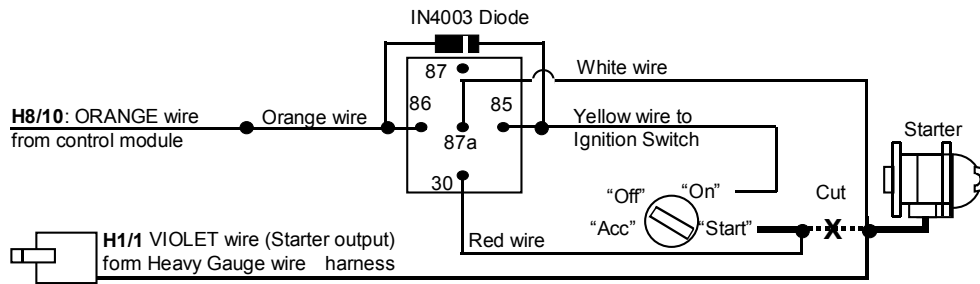 IN4003 Diode
87
White wire
86
85
H8/10: ORANGE wire
from control module
Orange wire
87a
Yellow wire to
Ignition Switch
Starter
30
"Off"
"On"
Cut
"Acc"
"Start"
X
H1/1 VIOLET wire (Starter output)
form Heavy Gauge wire harness
Red wire